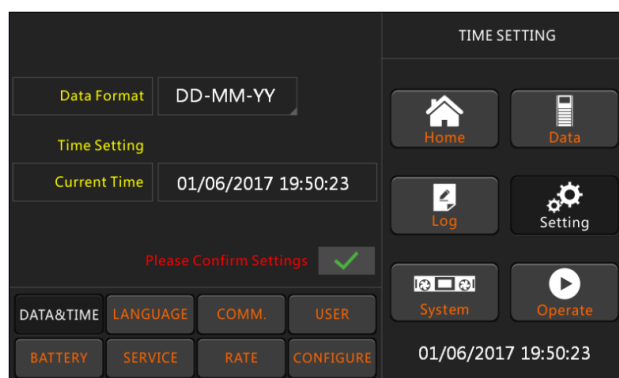 TIME SETTING
Data Format DD-MM-YY
Time Setting
Current Time 01/06/2017 19:50:23
Please Confirm Settings
Home Data
Log Setting
System Operate
DATA&TIME LANGUAGE COMM. USER
BATTERY SERVICE RATE CONFIGURE
01/06/2017 19:50:23